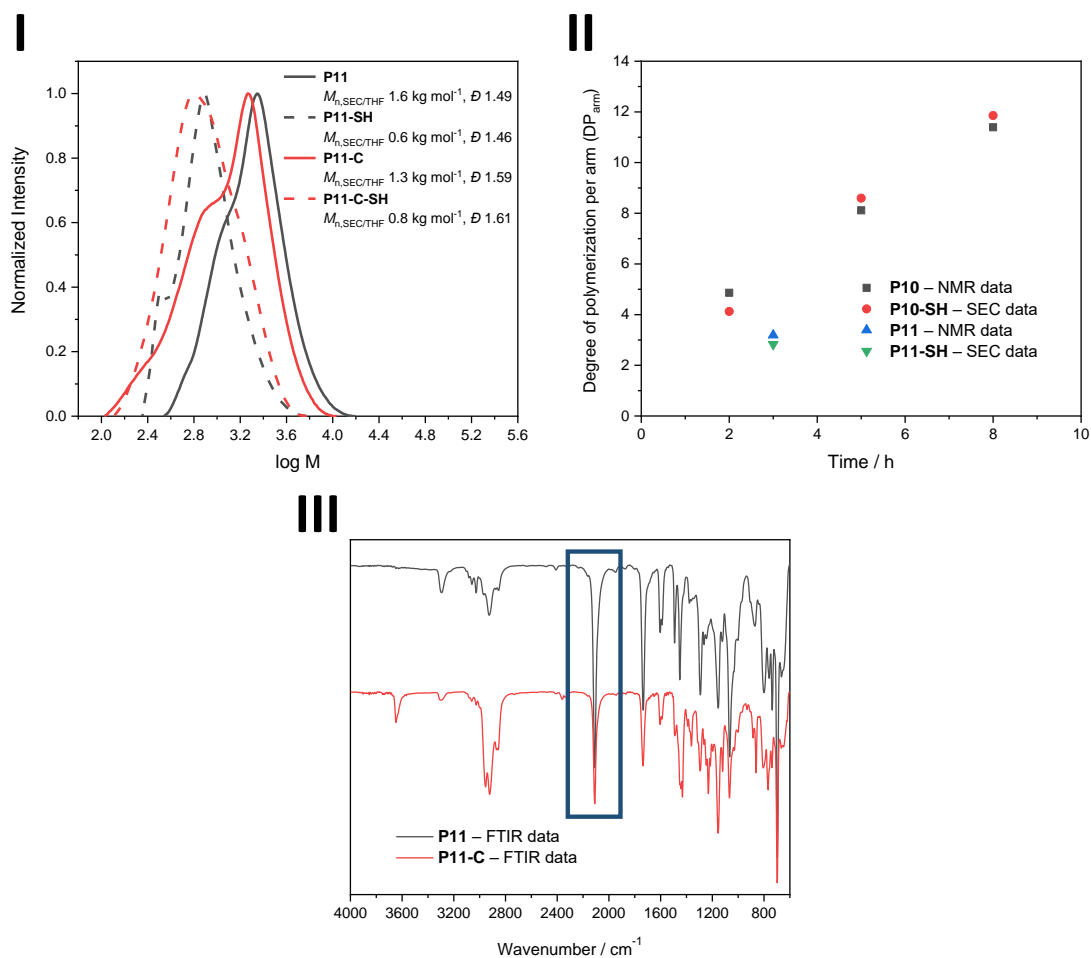 I
Normalized Intensity
1.0
0.8
0.6
0.4
0.2
0.0
2.0 2.4 2.8 3.2 3.6 4.0 4.4 4.8 5.2 5.6
log M
P11
Mn,SEC/THF 1.6 kg mol-1, Đ 1.49
P11-SH
Mn,SEC/THF 0.6 kg mol-1, Đ 1.46
P11-C
Mn,SEC/THF 1.3 kg mol-1, Đ 1.59
P11-C-SH
Mn,SEC/THF 0.8 kg mol-1, Đ 1.61
II
Degree of polymerization per arm (DParm)
14
12
10
8
6
4
2
0
0 2 4 6 8 10
Time / h
P10 – NMR data
P10-SH – SEC data
P11 – NMR data
P11-SH – SEC data
III
P11 – FTIR data
P11-C – FTIR data
4000 3600 3200 2800 2400 2000 1600 1200 800
Wavenumber / cm-1